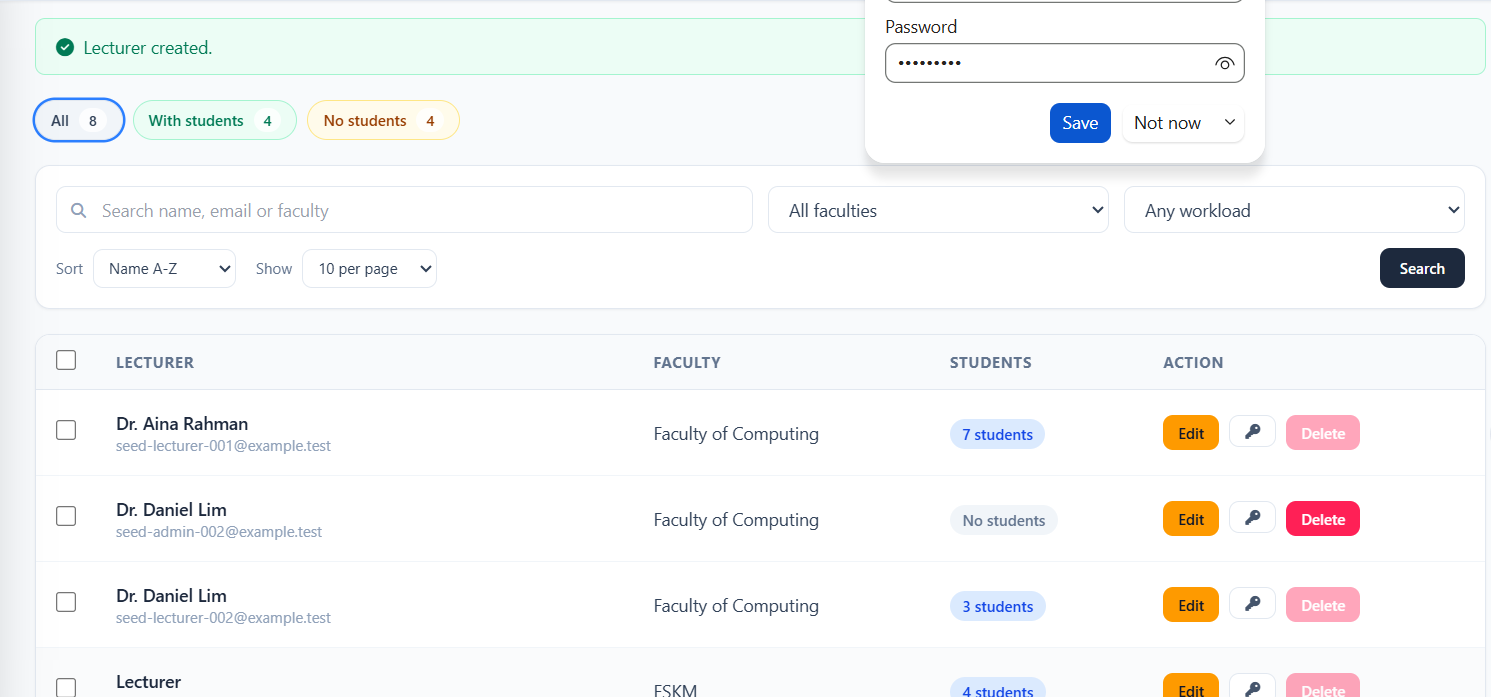 Password
•••••••••
Save
Not now
Lecturer created.
All 8
With students 4
No students 4
Search name, email or faculty
All faculties
Any workload
Sort Name A-Z Show 10 per page
Search
LECTURER FACULTY STUDENTS ACTION
Dr. Aina Rahman
seed-lecturer-001@example.test
Faculty of Computing
7 students
Edit
Delete
Dr. Daniel Lim
seed-admin-002@example.test
Faculty of Computing
No students
Edit
Delete
Dr. Daniel Lim
seed-lecturer-002@example.test
Faculty of Computing
3 students
Edit
Delete
Lecturer
FSKM
4 students
Edit
Delete